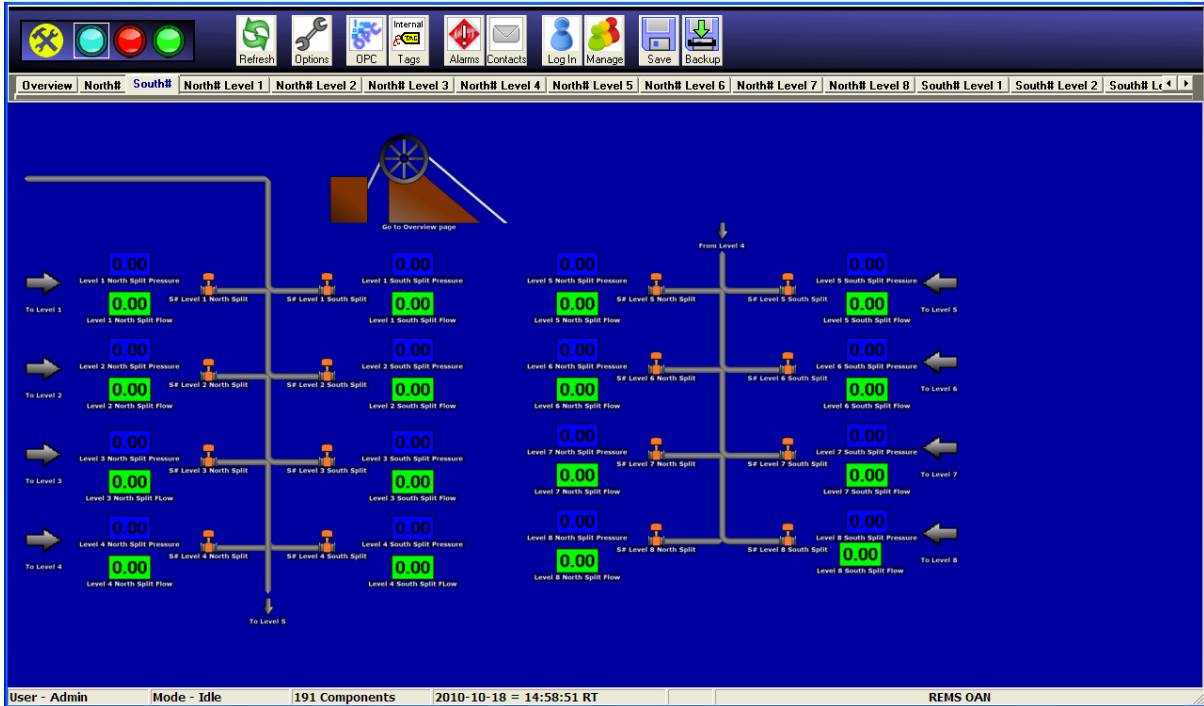 Internal
TAG
OPC
Refresh Options OPC Tags Alarms Contacts Log In Manage Save Backup
Overview North# South# North# Level 1 North# Level 2 North# Level 3 North# Level 4 North# Level 5 North# Level 6 North# Level 7 North# Level 8 South# Level 1 South# Level 2 South# Le
Go to Overview page
From Level 4
0.00 0.00 0.00 0.00
Level 1 North Split Pressure Level 1 South Split Pressure Level 5 North Split Pressure Level 5 South Split Pressure
S# Level 1 North Split S# Level 1 South Split S# Level 5 North Split S# Level 5 South Split
0.00 0.00 0.00 0.00
To Level 1 To Level 5
Level 1 North Split Flow Level 1 South Split Flow Level 5 North Split Flow Level 5 South Split Flow
0.00 0.00 0.00 0.00
Level 2 North Split Pressure Level 2 South Split Pressure Level 6 North Split Pressure Level 6 South Split Pressure
S# Level 2 North Split S# Level 2 South Split S# Level 6 North Split S# Level 6 South Split
0.00 0.00 0.00 0.00
To Level 2 To Level 6
Level 2 North Split Flow Level 2 South Split Flow Level 6 North Split Flow Level 6 South Split Flow
0.00 0.00 0.00 0.00
Level 3 North Split Pressure Level 3 South Split Pressure Level 7 North Split Pressure Level 7 South Split Pressure
S# Level 3 North Split S# Level 3 South Split S# Level 7 North Split S# Level 7 South Split
0.00 0.00 0.00 0.00
To Level 3 To Level 7
Level 3 North Split FLow Level 3 South Split Flow Level 7 North Split Flow Level 7 South Split Flow
0.00 0.00 0.00 0.00
Level 4 North Split Pressure Level 4 South Split Pressure Level 8 North Split Pressure Level 8 South Split Pressure
S# Level 4 North Split S# Level 4 South Split S# Level 8 North Split S# Level 8 South Split
0.00 0.00 0.00 0.00
To Level 4 To Level 8
Level 4 North Split Flow Level 4 South Split FLow Level 8 North Split Flow Level 8 South Split Flow
To Level 5
User - Admin Mode - Idle 191 Components 2010-10-18 = 14:58:51 RT REMS OAN